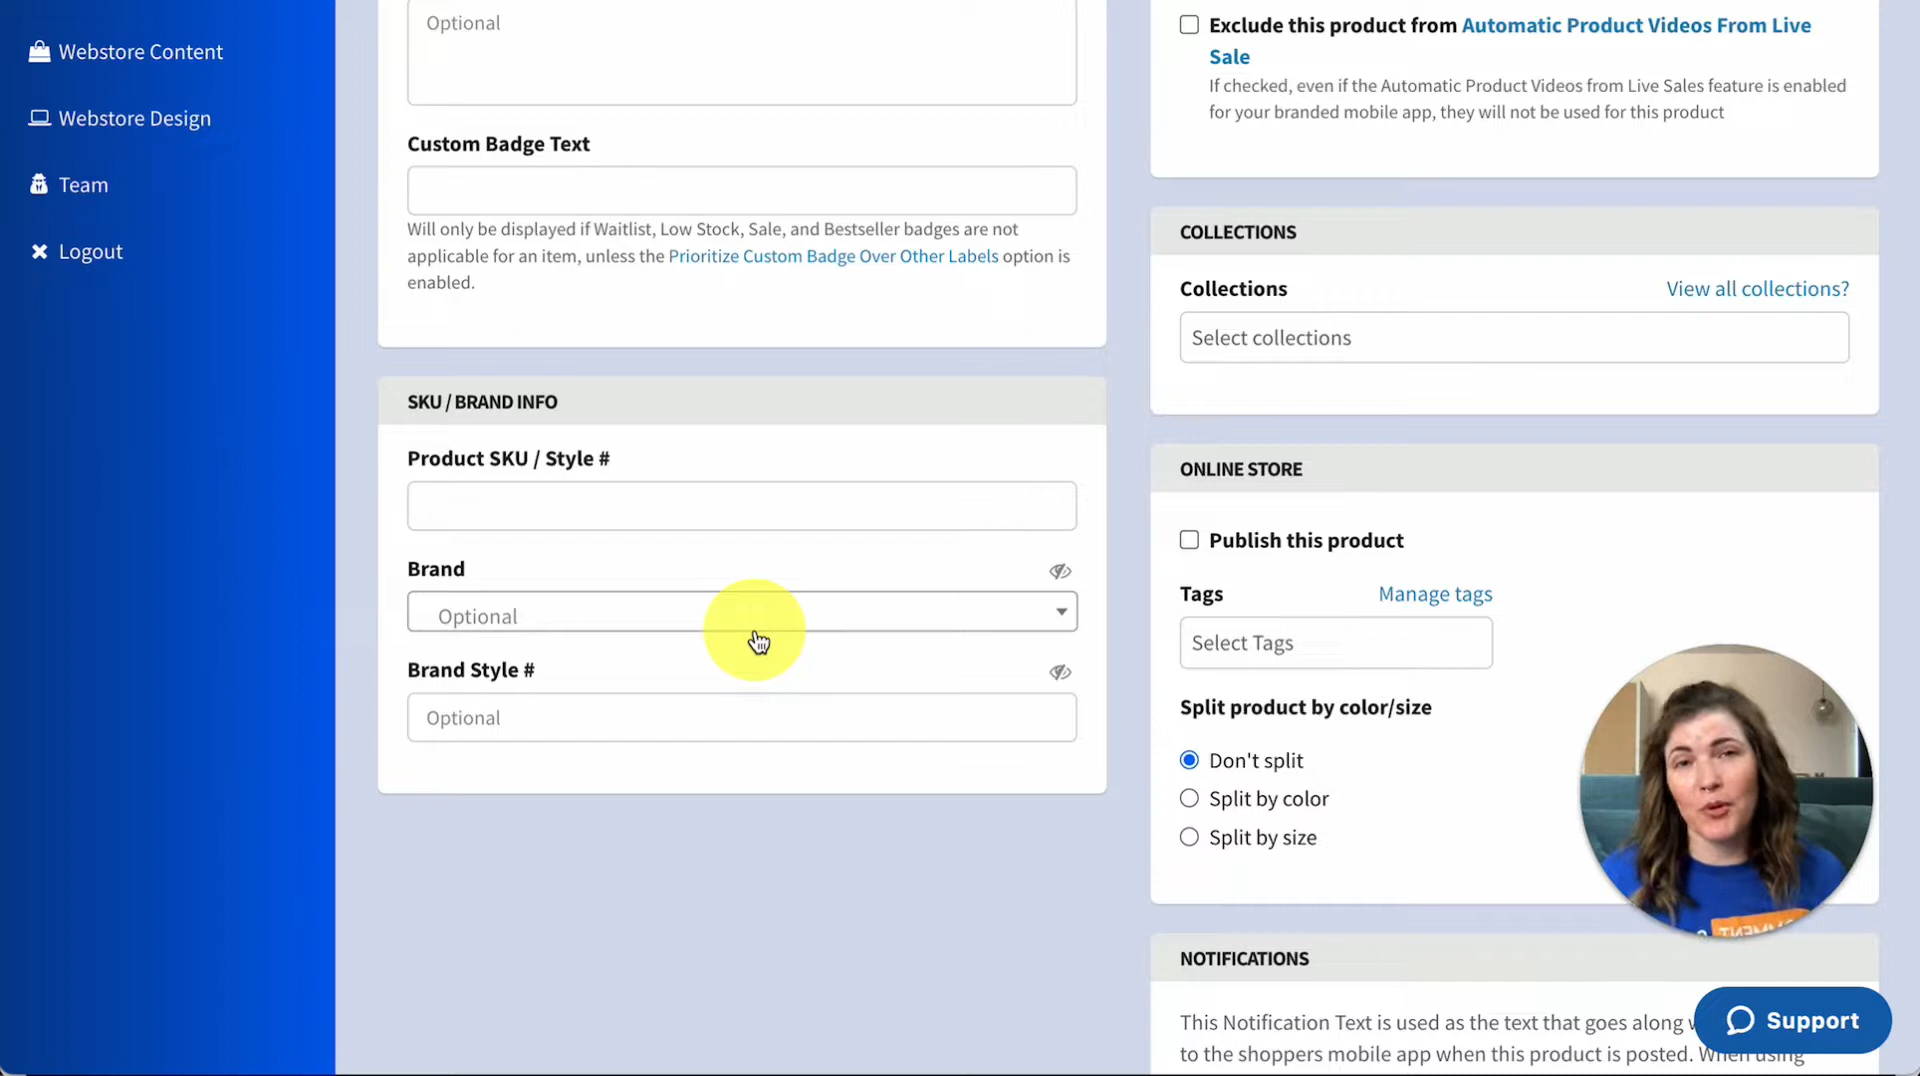 Webstore Content
Webstore Design
Team
Logout
Optional
Custom Badge Text
Will only be displayed if Waitlist, Low Stock, Sale, and Bestseller badges are not
applicable for an item, unless the Prioritize Custom Badge Over Other Labels option is
enabled.
SKU / BRAND INFO
Product SKU / Style #
Brand
Optional
Brand Style #
Optional
Exclude this product from Automatic Product Videos From Live
Sale
If checked, even if the Automatic Product Videos from Live Sales feature is enabled
for your branded mobile app, they will not be used for this product
COLLECTIONS
Collections View all collections?
Select collections
ONLINE STORE
Publish this product
Tags Manage tags
Select Tags
Split product by color/size
Don't split
Split by color
Split by size
NOTIFICATIONS
This Notification Text is used as the text that goes along
to the shoppers mobile app when this product is posted. When using
Support